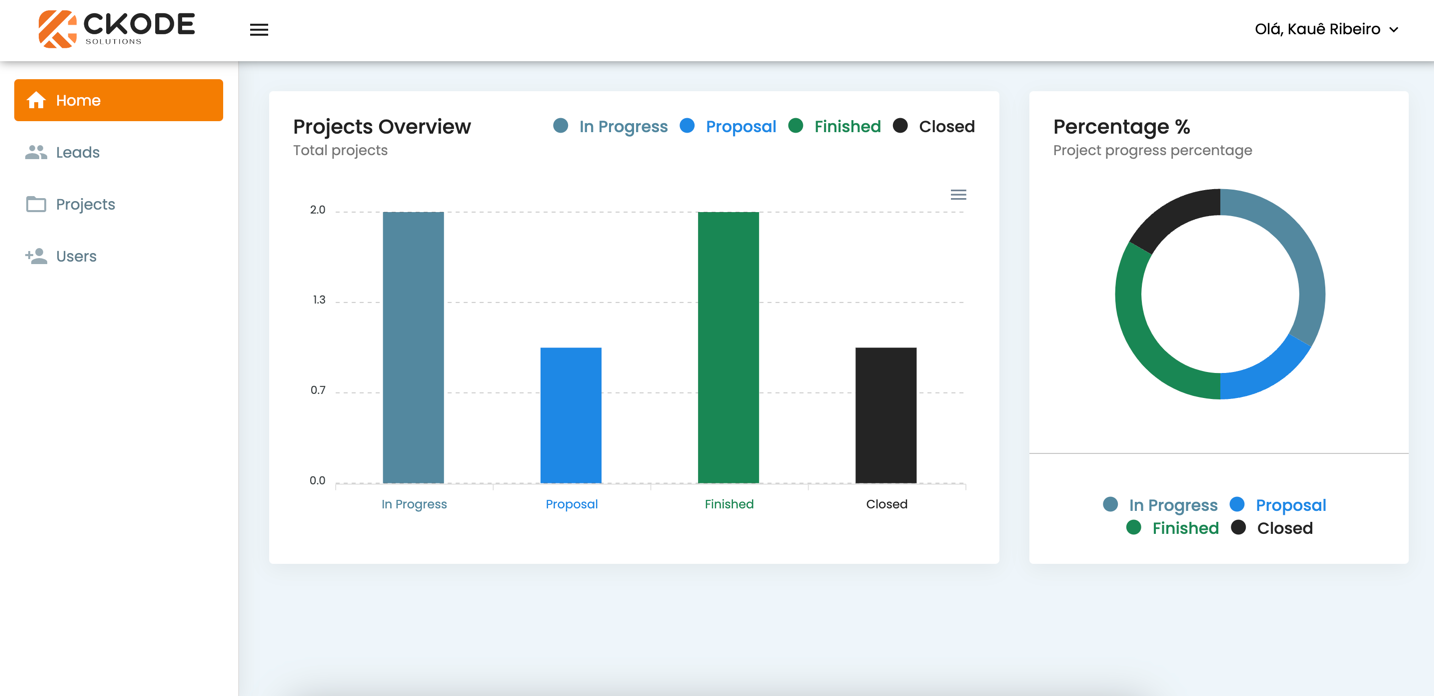 CKODE
SOLUTIONS
Olá, Kauê Ribeiro
Home
Leads
Projects
Users
Projects Overview
Total projects
In Progress Proposal Finished Closed
2.0
1.3
0.7
0.0
In Progress Proposal Finished Closed
Percentage %
Project progress percentage
In Progress Proposal
Finished Closed